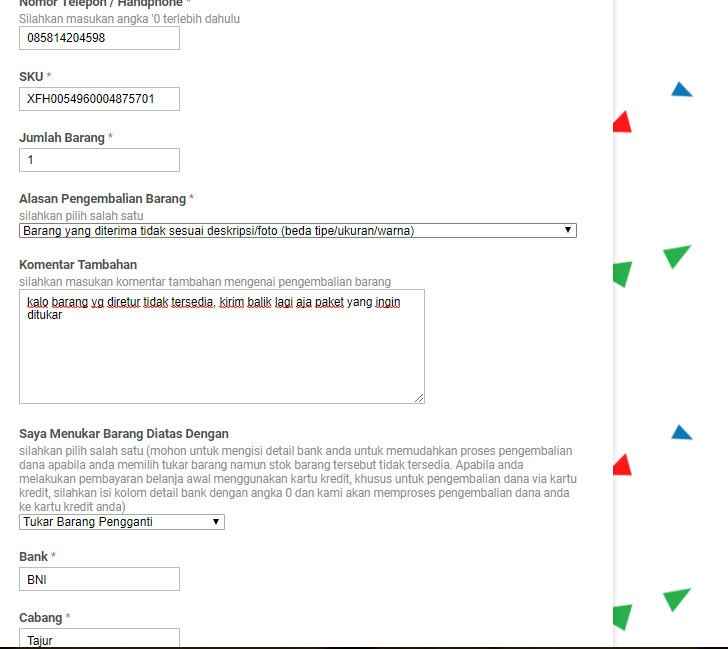 Nomor Telepon / Handphone *
Silahkan masukan angka '0 terlebih dahulu
085814204598
SKU *
XFH0054960004875701
Jumlah Barang *
1
Alasan Pengembalian Barang *
silahkan pilih salah satu
Barang yang diterima tidak sesuai deskripsi/foto (beda tipe/ukuran/warna)
Komentar Tambahan
silahkan masukan komentar tambahan mengenai pengembalian barang
kalo barang yg diretur tidak tersedia, kirim balik lagi aja paket yang ingin
ditukar
Saya Menukar Barang Diatas Dengan
silahkan pilih salah satu (mohon untuk mengisi detail bank anda untuk memudahkan proses pengembalian
dana apabila anda memilih tukar barang namun stok barang tersebut tidak tersedia. Apabila anda
melakukan pembayaran belanja awal menggunakan kartu kredit, khusus untuk pengembalian dana via kartu
kredit, silahkan isi kolom detail bank dengan angka 0 dan kami akan memproses pengembalian dana anda
ke kartu kredit anda)
Tukar Barang Pengganti
Bank *
BNI
Cabang *
Tajur